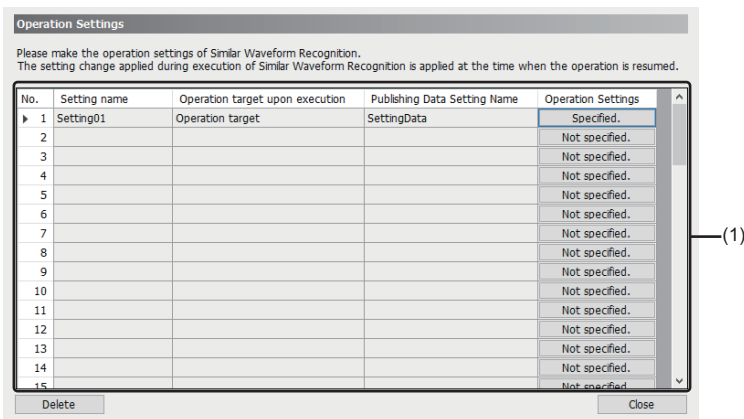 Operation Settings
Please make the operation settings of Similar Waveform Recognition.
The setting change applied during execution of Similar Waveform Recognition is applied at the time when the operation is resumed.
No. Setting name Operation target upon execution Publishing Data Setting Name Operation Settings
1 Setting01 Operation target SettingData Specified.
2 Not specified.
3 Not specified.
4 Not specified.
5 Not specified.
6 Not specified.
7 Not specified.
(1)
8 Not specified.
9 Not specified.
10 Not specified.
11 Not specified.
12 Not specified.
13 Not specified.
14 Not specified.
15 Not specified.
Delete Close